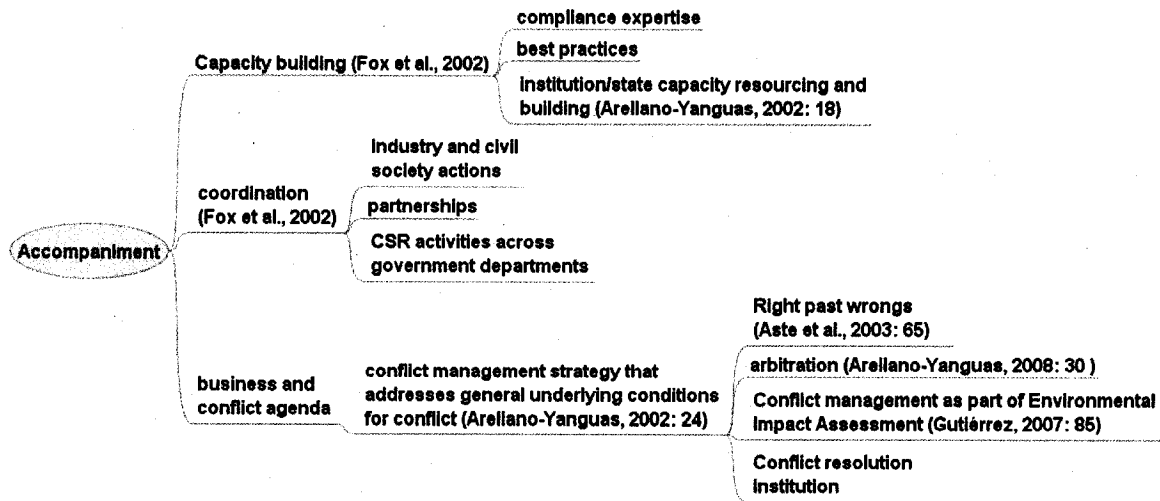 Accompaniment
Capacity building (Fox et al., 2002)
compliance expertise
best practices
institution/state capacity resourcing and
building (Arellano-Yanguas, 2002: 18)
coordination
(Fox et al., 2002)
industry and civil
society actions
partnerships
CSR activities across
government departments
business and
conflict agenda
conflict management strategy that
addresses general underlying conditions
for conflict (Arellano-Yanguas, 2002: 24)
Right past wrongs
(Aste et al., 2003: 65)
arbitration (Arellano-Yanguas, 2008: 30 )
Conflict management as part of Environmental
Impact Assessment (Gutiérrez, 2007: 85)
Conflict resolution
institution